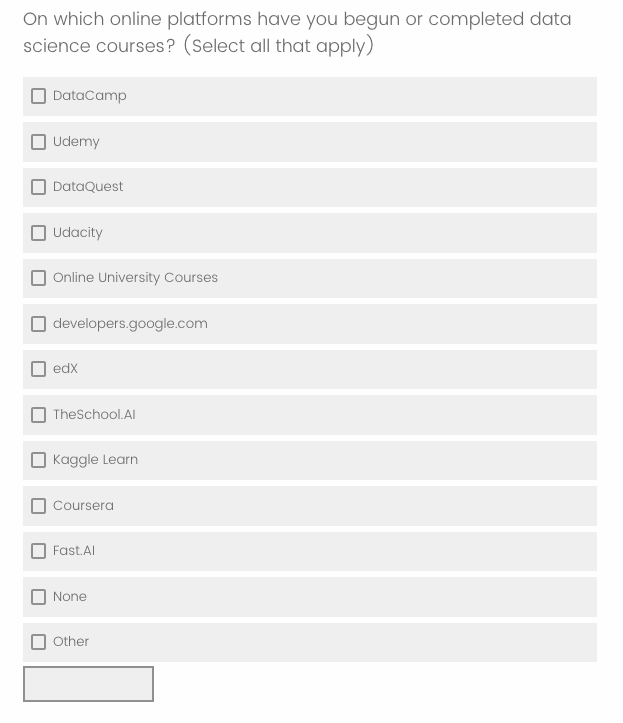 On which online platforms have you begun or completed data
science courses? (Select all that apply)
DataCamp
Udemy
DataQuest
Udacity
Online University Courses
developers.google.com
edX
TheSchool.AI
Kaggle Learn
Coursera
Fast.AI
None
Other